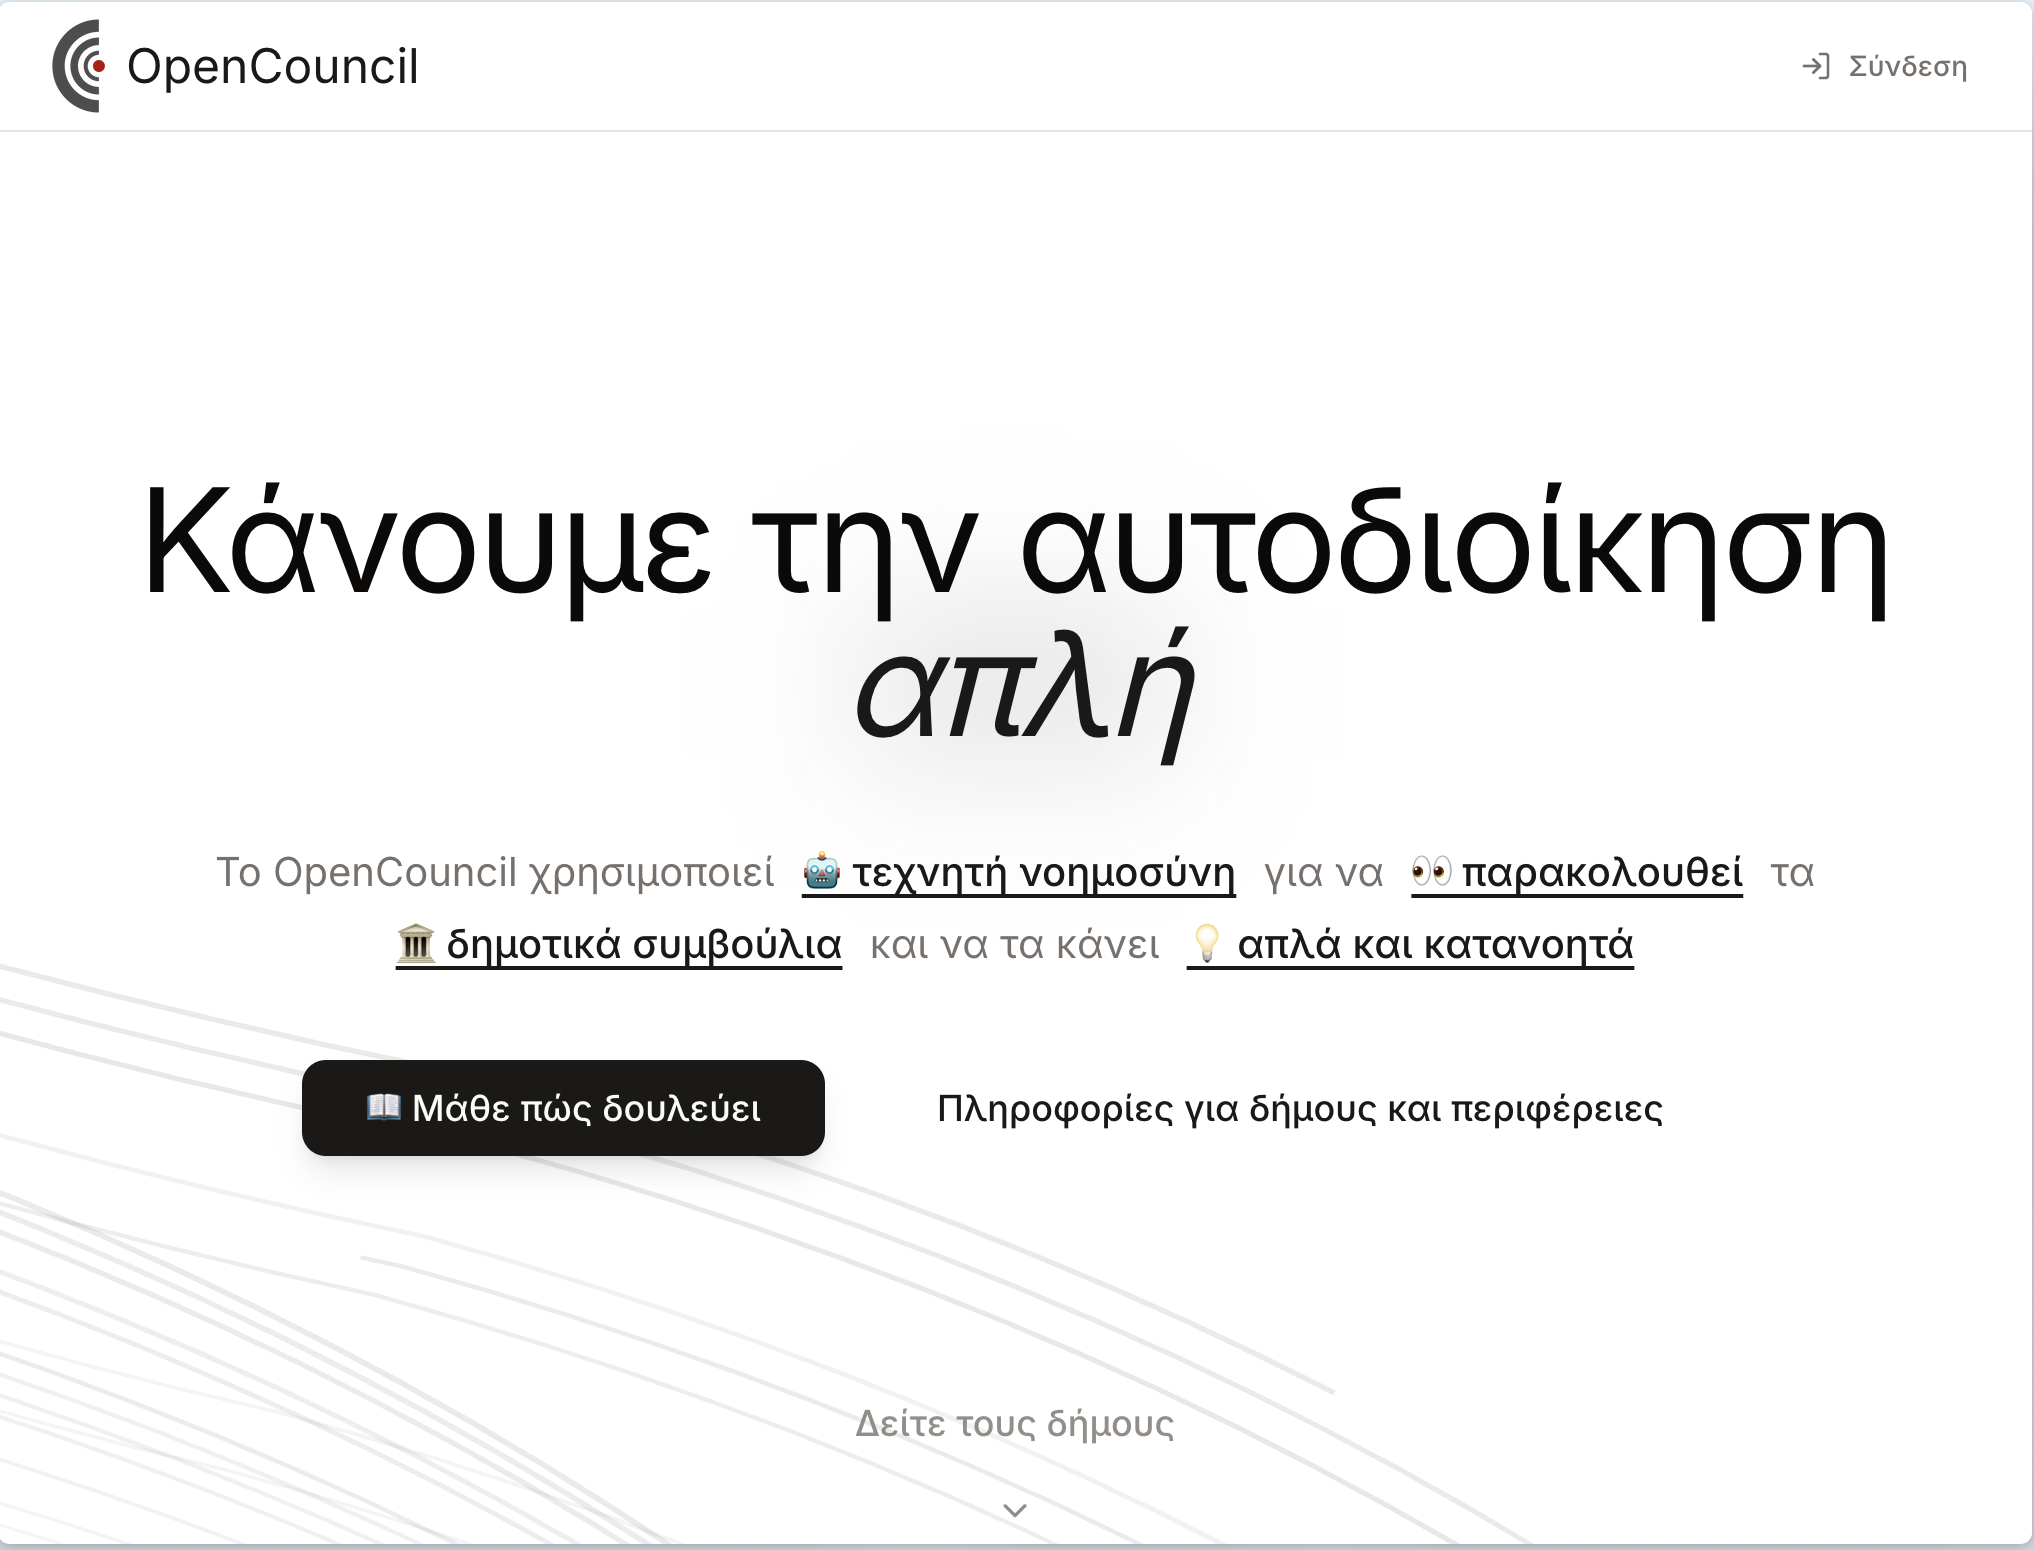 OpenCouncil
Σύνδεση
Κάνουμε την αυτοδιοίκηση
απλή
Το OpenCouncil χρησιμοποιεί 🤖 τεχνητή νοημοσύνη για να 👀 παρακολουθεί τα
🏛️ δημοτικά συμβούλια και να τα κάνει 💡 απλά και κατανοητά
📖 Μάθε πώς δουλεύει
Πληροφορίες για δήμους και περιφέρειες
Δείτε τους δήμους